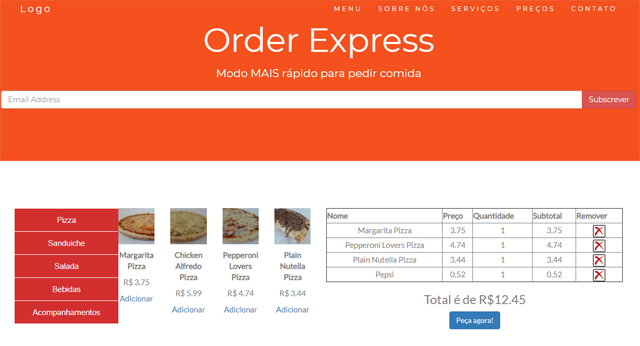 Logo
MENU SOBRE NÓS SERVIÇOS PREÇOS CONTATO
Order Express
Modo MAIS rápido para pedir comida
Email Address Subscrever
Pizza
Sanduiche
Salada
Bebidas
Acompanhamentos
Margarita Pizza
R$ 3.75
Adicionar
Chicken Alfredo Pizza
R$ 5.99
Adicionar
Pepperoni Lovers Pizza
R$ 4.74
Adicionar
Plain Nutella Pizza
R$ 3.44
Adicionar
Nome Preço Quantidade Subtotal Remover
Margarita Pizza 3.75 1 3.75
Pepperoni Lovers Pizza 4.74 1 4.74
Plain Nutella Pizza 3.44 1 3.44
Pepsi 0.52 1 0.52
Total é de R$12.45
Peça agora!